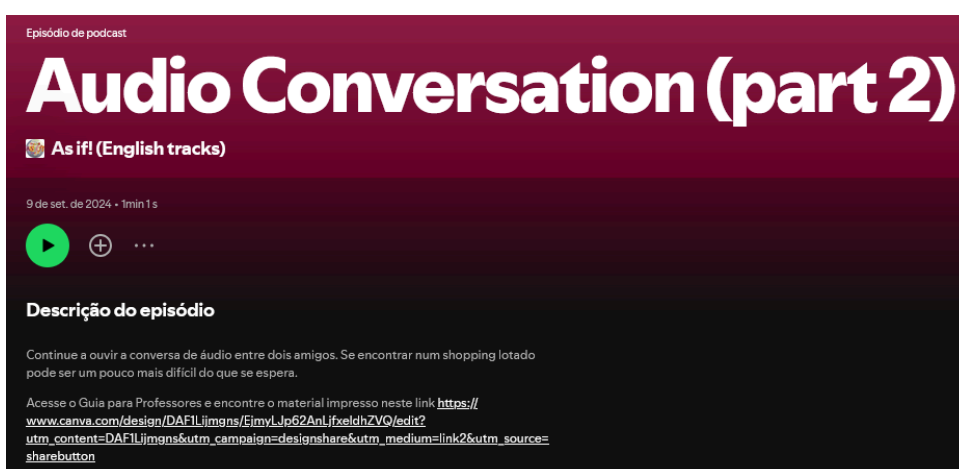 Episódio de podcast
Audio Conversation (part 2)
As if! (English tracks)
9 de set. de 2024 • 1min 1 s
Descrição do episódio
Continue a ouvir a conversa de áudio entre dois amigos. Se encontrar num shopping lotado
pode ser um pouco mais difícil do que se espera.
Acesse o Guia para Professores e encontre o material impresso neste link https://
www.canva.com/design/DAF1Lijmgns/EjmyLJp62AnLjfxeldhZVQ/edit?
utm_content=DAF1Lijmgns&utm_campaign=designshare&utm_medium=link2&utm_source=
sharebutton